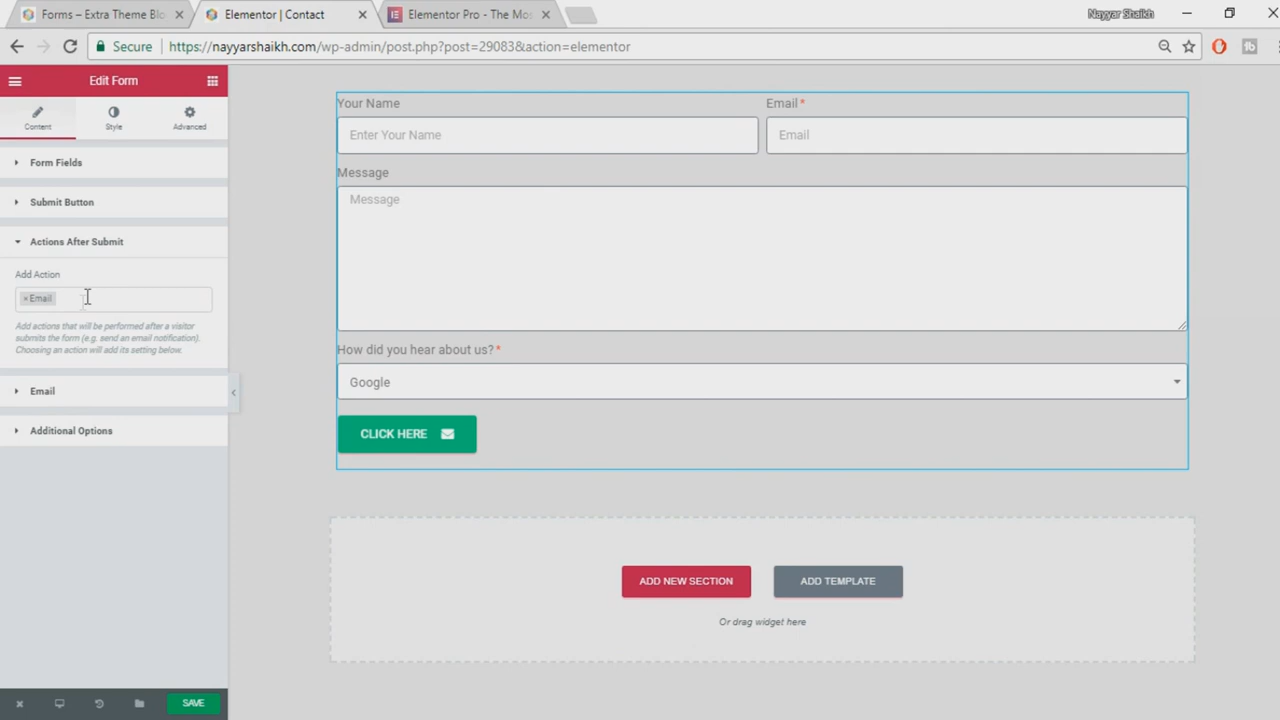 Forms – Extra Theme Blo
Elementor | Contact
Elementor Pro - The Mos
Nayyar Shaikh
Secure
https://nayyarshaikh.com/wp-admin/post.php?post=29083&action=elementor
Edit Form
Content
Style
Advanced
Form Fields
Submit Button
Actions After Submit
Add Action
× Email
Add actions that will be performed after a visitor
submits the form (e.g. send an email notification).
Choosing an action will add its setting below.
Email
Additional Options
SAVE
Your Name
Email *
Enter Your Name
Email
Message
Message
How did you hear about us? *
Google
CLICK HERE
ADD NEW SECTION
ADD TEMPLATE
Or drag widget here